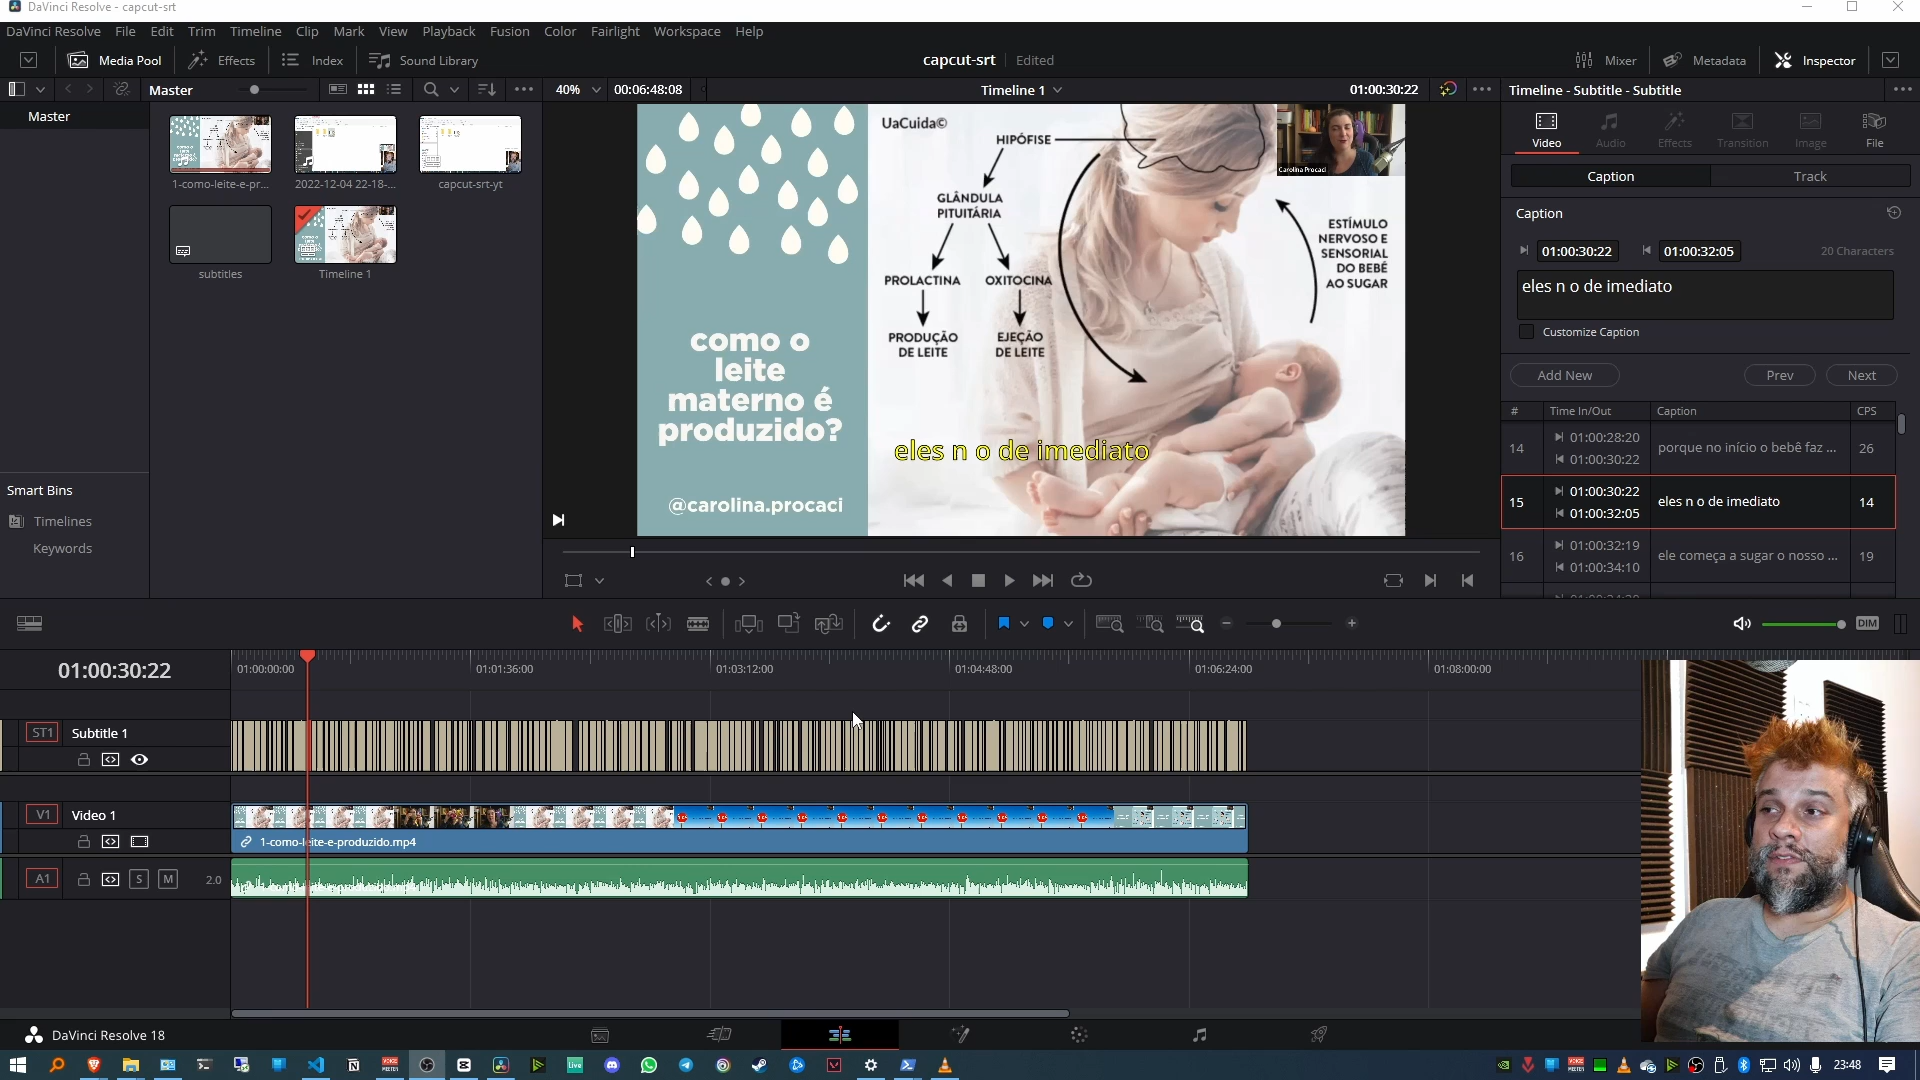 DaVinci Resolve - capcut-srt
DaVinci Resolve File Edit Trim Timeline Clip Mark View Playback Fusion Color Fairlight Workspace Help
Media Pool Effects Index Sound Library capcut-srt Edited Mixer Metadata Inspector
Master 40% 00:06:48:08 Timeline 1 01:00:30:22 Timeline - Subtitle - Subtitle
Master
1-como-leite-e-pr... 2022-12-04 22-18-... capcut-srt-yt
subtitles Timeline 1
Smart Bins
Timelines
Keywords
UaCuida©
HIPÓFISE
Carolina Procaci
GLÂNDULA
PITUITÁRIA
ESTÍMULO
NERVOSO E
SENSORIAL
DO BEBÊ
AO SUGAR
PROLACTINA OXITOCINA
PRODUÇÃO
DE LEITE
EJEÇÃO
DE LEITE
como o
leite
materno é
produzido?
eles n o de imediato
@carolina.procaci
Video Audio Effects Transition Image File
Caption Track
Caption
01:00:30:22 01:00:32:05 20 Characters
eles n o de imediato
Customize Caption
Add New Prev Next
# Time In/Out Caption CPS
14 01:00:28:20 01:00:30:22 porque no início o bebê faz ... 26
15 01:00:30:22 01:00:32:05 eles n o de imediato 14
16 01:00:32:19 01:00:34:10 ele começa a sugar o nosso ... 19
DIM
01:00:30:22 01:00:00:00 01:01:36:00 01:03:12:00 01:04:48:00 01:06:24:00 01:08:00:00
ST1 Subtitle 1
V1 Video 1
1-como-leite-e-produzido.mp4
A1 S M 2.0
DaVinci Resolve 18
23:48